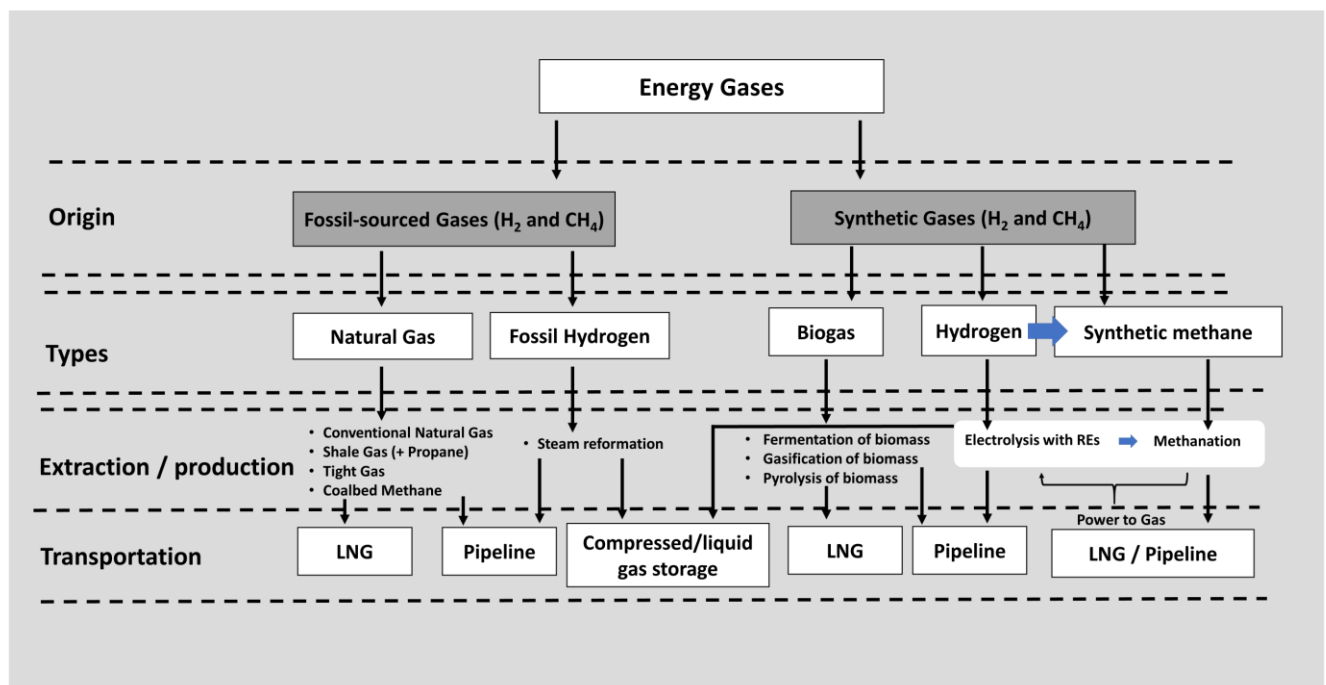 Energy Gases
Origin
Fossil-sourced Gases (H₂ and CH₄)
Synthetic Gases (H₂ and CH₄)
Types
Natural Gas
Fossil Hydrogen
Biogas
Hydrogen
Synthetic methane
Extraction / production
• Conventional Natural Gas
• Shale Gas (+ Propane)
• Tight Gas
• Coalbed Methane
• Steam reformation
• Fermentation of biomass
• Gasification of biomass
• Pyrolysis of biomass
Electrolysis with REs
Methanation
Power to Gas
Transportation
LNG
Pipeline
Compressed/liquid
gas storage
LNG
Pipeline
LNG / Pipeline